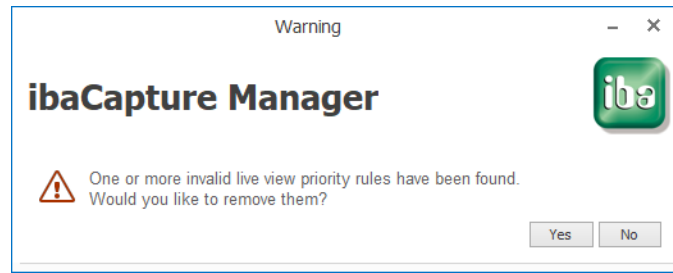 Warning
ibaCapture Manager
iba
One or more invalid live view priority rules have been found.
Would you like to remove them?
Yes No